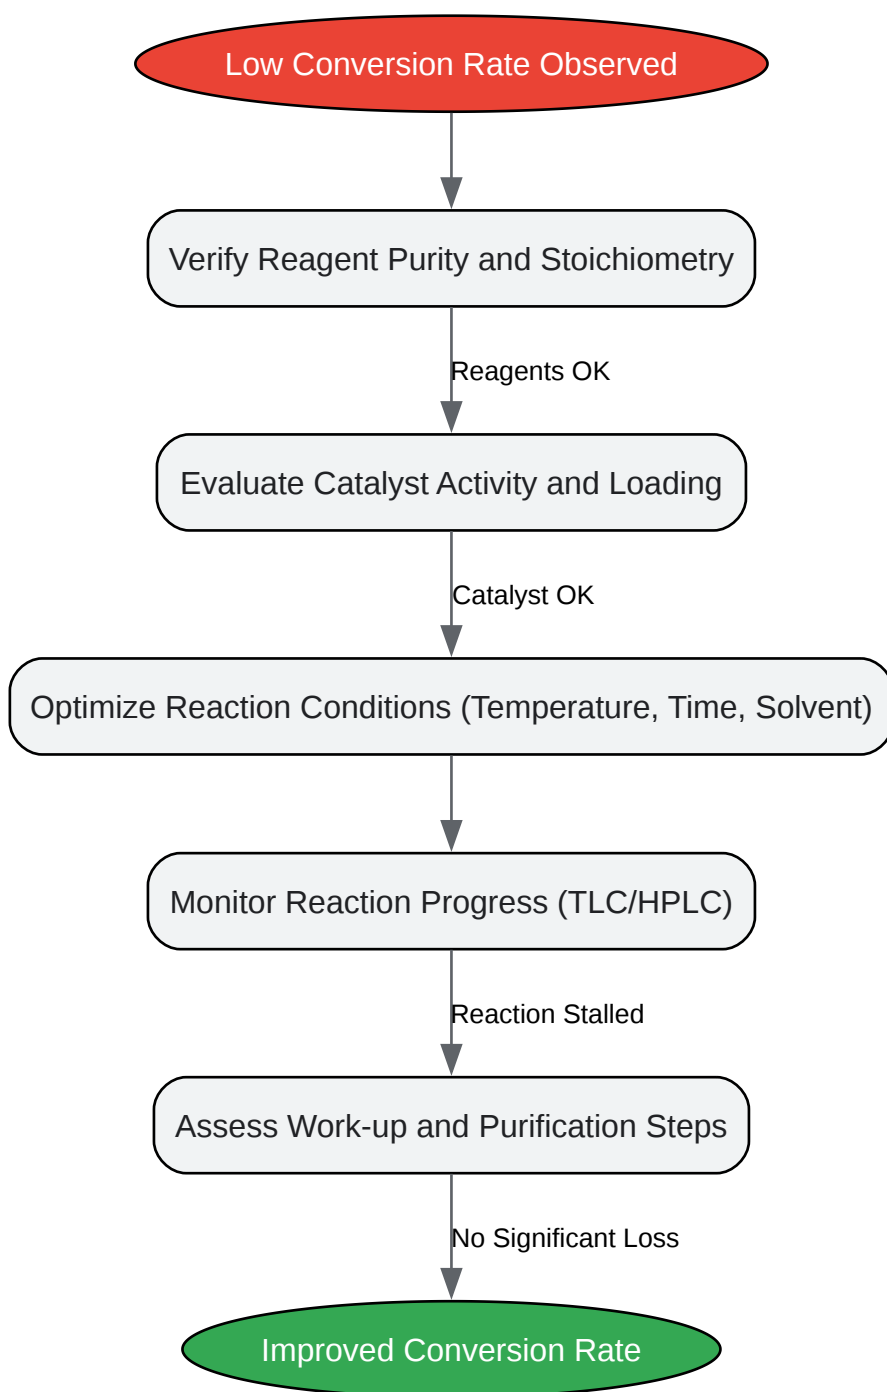 Low Conversion Rate Observed
Verify Reagent Purity and Stoichiometry
Reagents OK
Evaluate Catalyst Activity and Loading
Catalyst OK
Optimize Reaction Conditions (Temperature, Time, Solvent)
Monitor Reaction Progress (TLC/HPLC)
Reaction Stalled
Assess Work-up and Purification Steps
No Significant Loss
Improved Conversion Rate